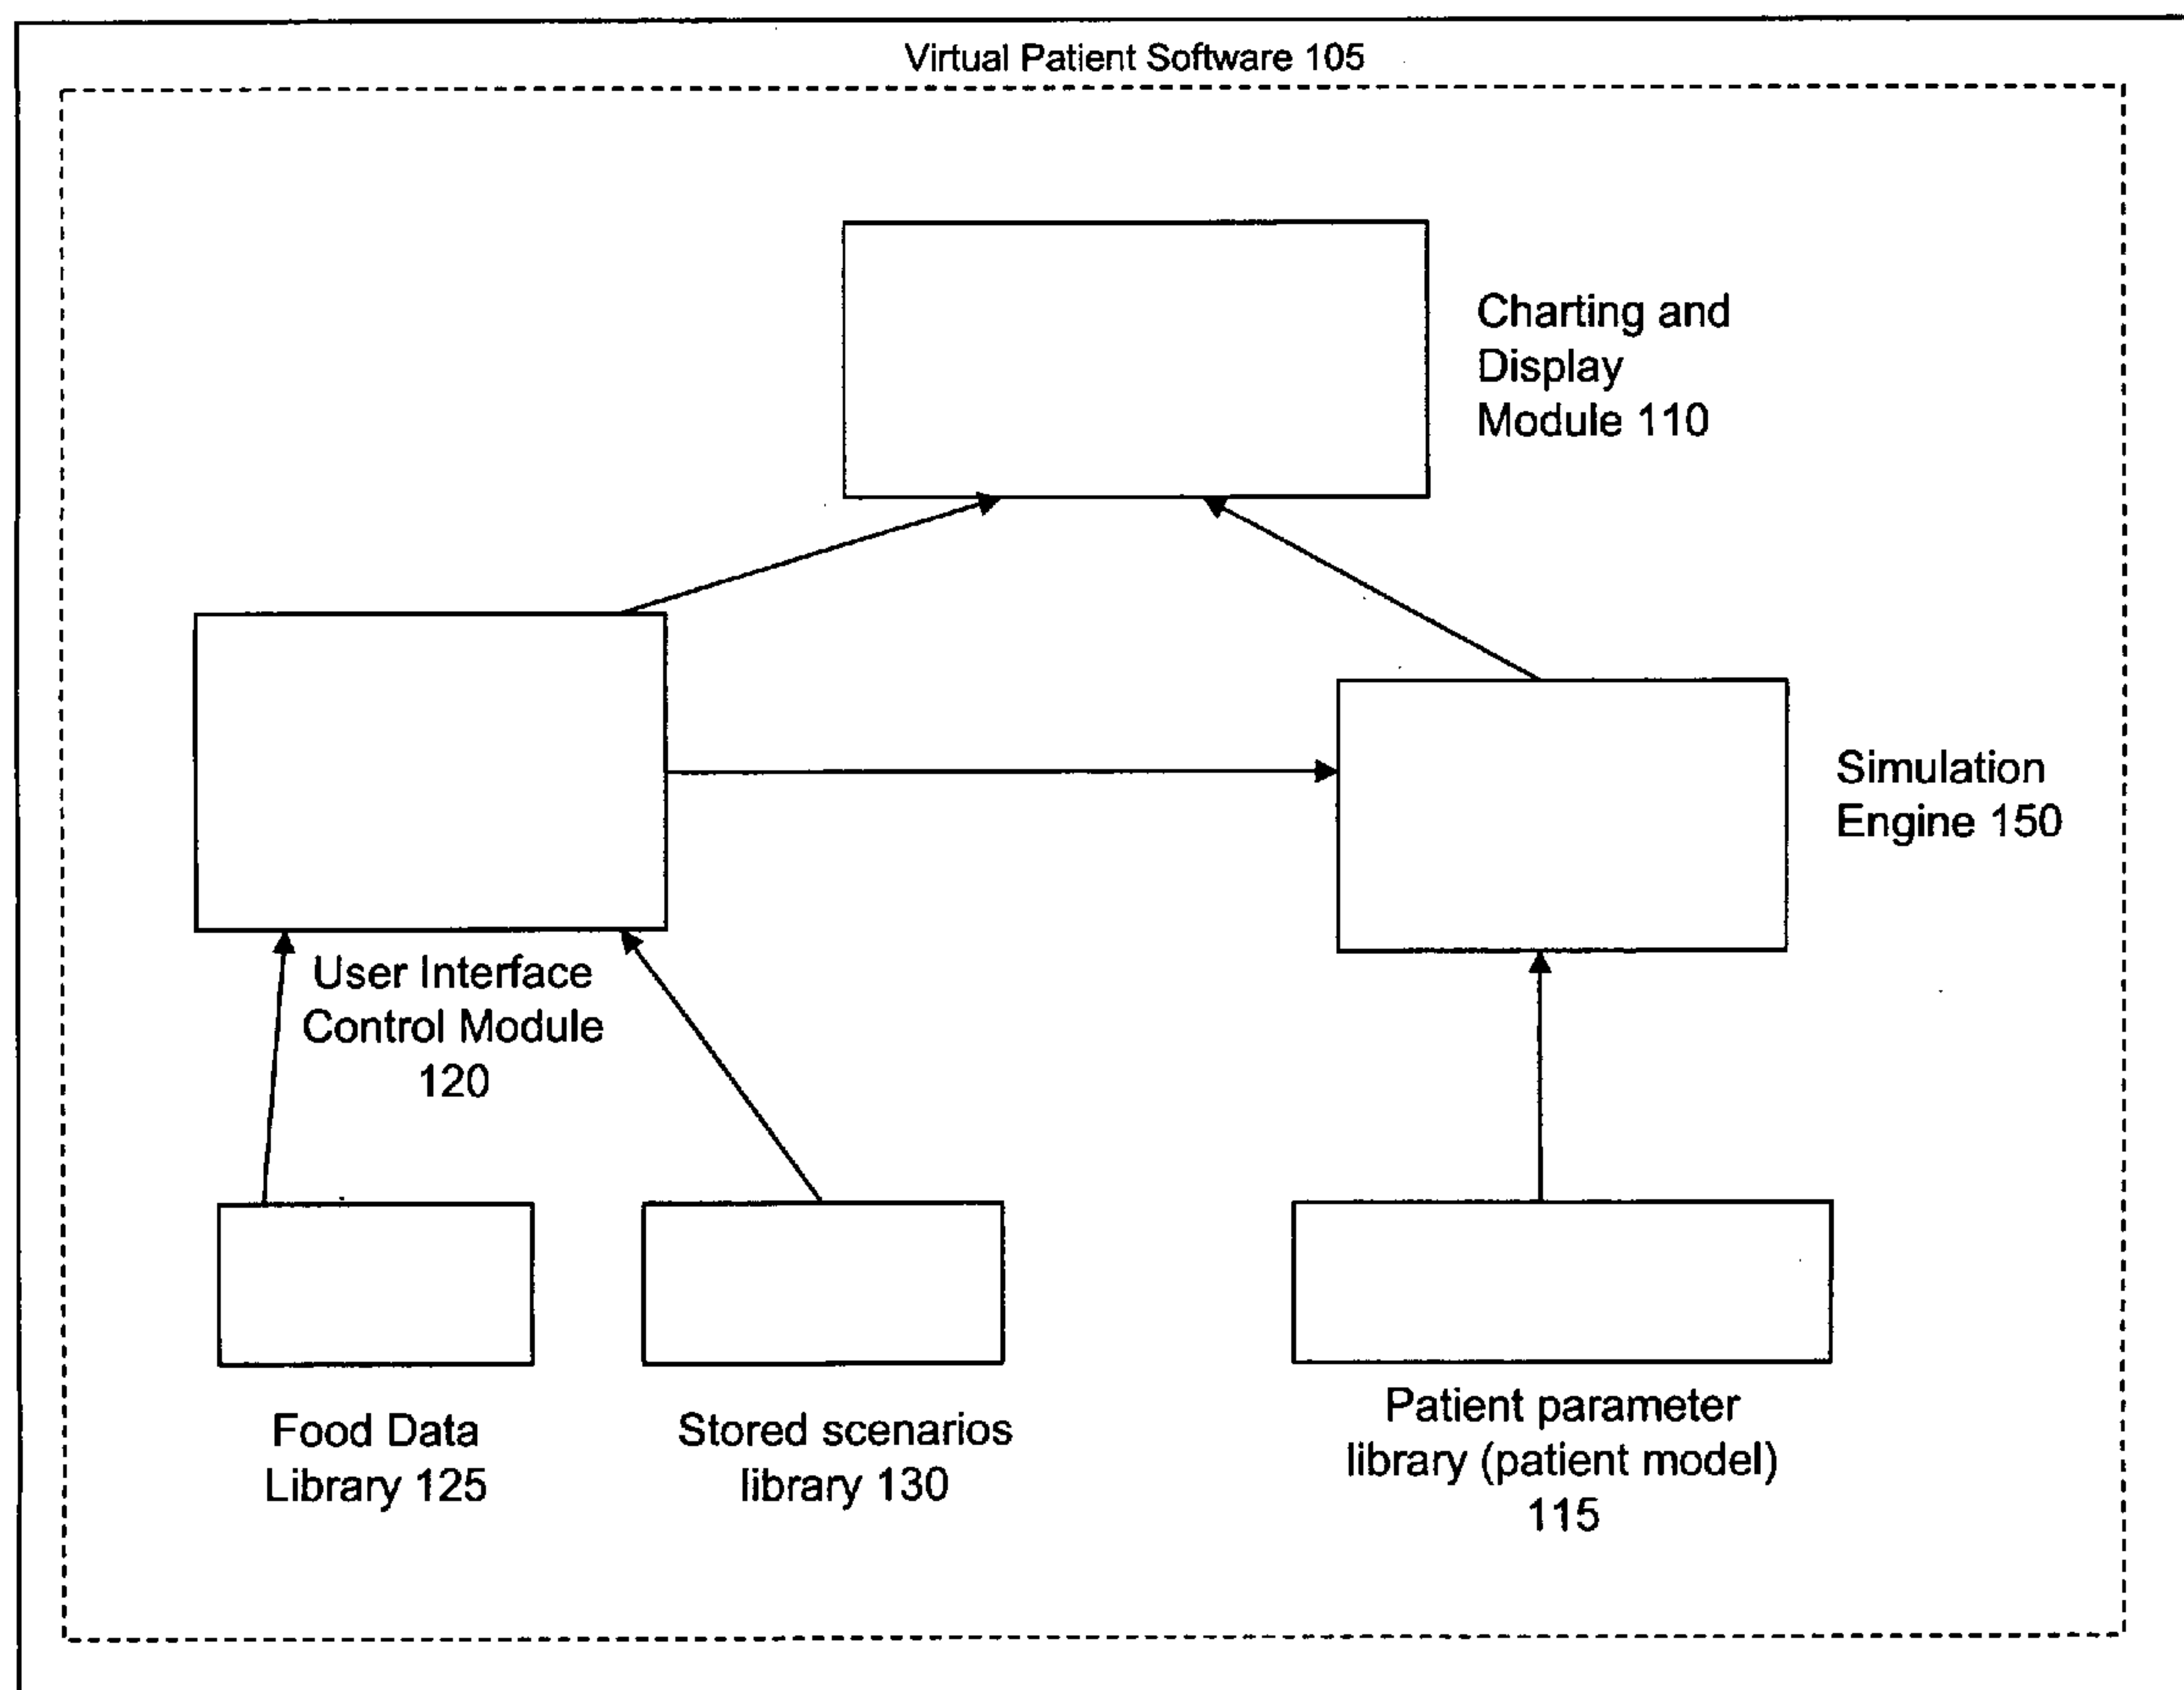 Virtual Patient Software 105
Charting and
Display
Module 110
Simulation
Engine 150
User Interface
Control Module
120
Food Data
Library 125
Stored scenarios
library 130
Patient parameter
library (patient model)
115